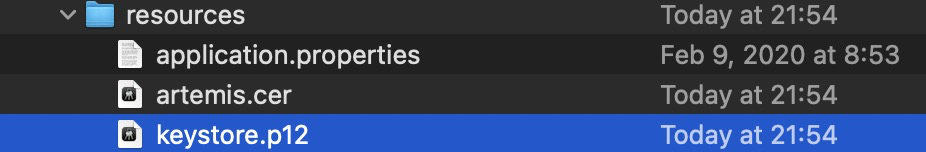 resources Today at 21:54
application.properties Feb 9, 2020 at 8:53
artemis.cer Today at 21:54
keystore.p12 Today at 21:54